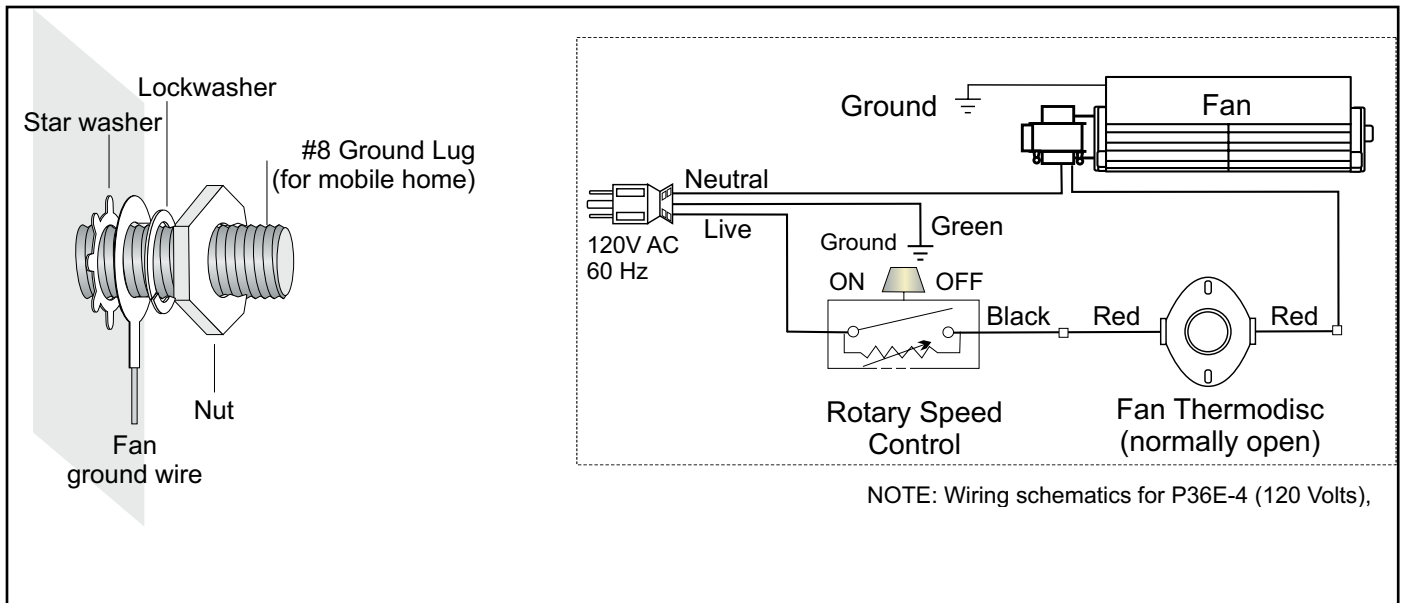 Lockwasher
Star washer
#8 Ground Lug
(for mobile home)
Nut
Fan
ground wire
Ground
Fan
Neutral
Live
Green
120V AC
60 Hz
Ground
ON
OFF
Black
Red
Red
Rotary Speed
Control
Fan Thermodisc
(normally open)
NOTE: Wiring schematics for P36E-4 (120 Volts),